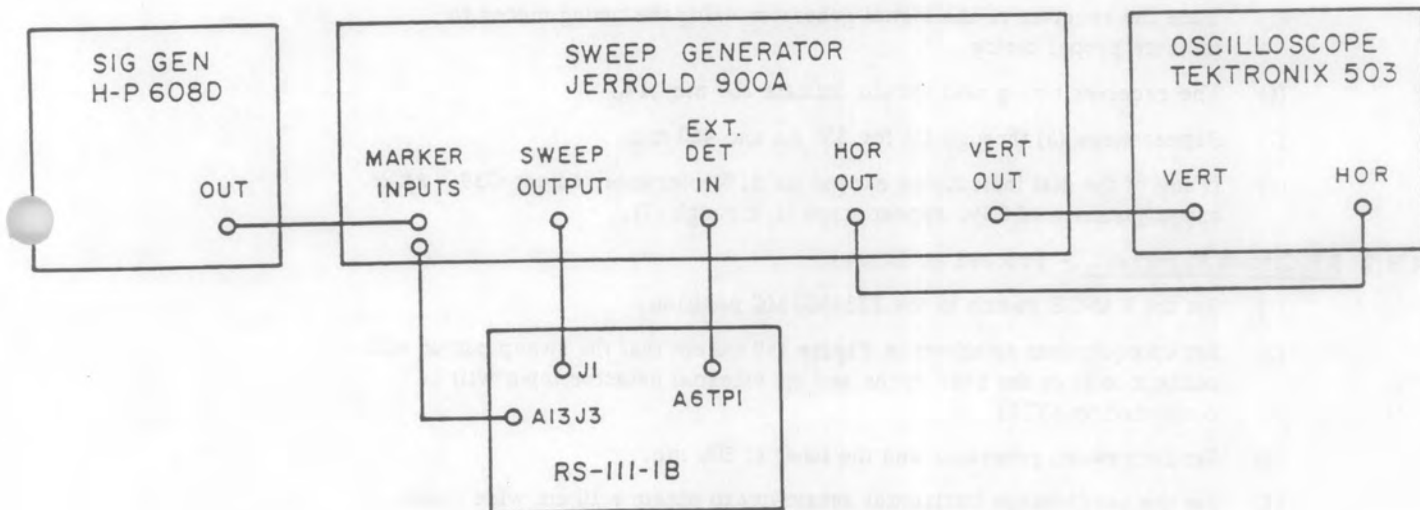 SIG GEN
H-P 608D
OUT
SWEEP GENERATOR
JERROLD 900A
MARKER
INPUTS
SWEEP
OUTPUT
EXT.
DET
IN
HOR
OUT
VERT
OUT
OSCILLOSCOPE
TEKTRONIX 503
VERT
HOR
J1
A6TP1
A13J3
RS-111-1B